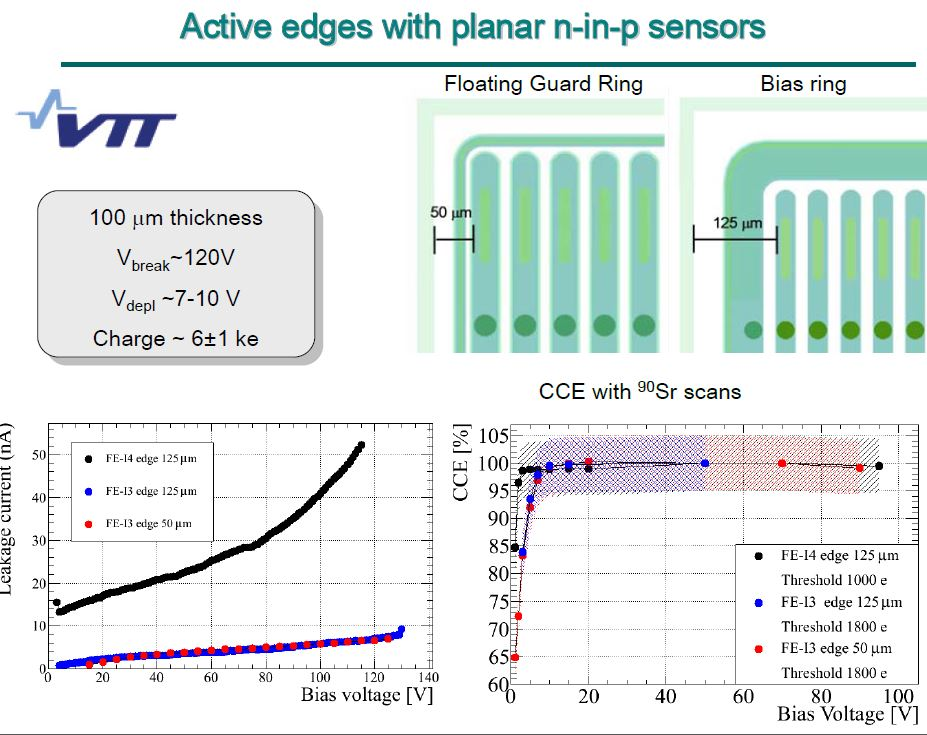 Active edges with planar n-in-p sensors
VTT
Floating Guard Ring
Bias ring
50 μm
125 μm
100 μm thickness
Vbreak~120V
Vdepl ~7-10 V
Charge ~ 6±1 ke
CCE with 90Sr scans
Leakage current (nA)
50
40
30
20
10
0
FE-I4 edge 125μm
FE-I3 edge 125μm
FE-I3 edge 50 μm
0 20 40 60 80 100 120 140
Bias voltage [V]
CCE [%]
105
100
95
90
85
80
75
70
65
60
FE-I4 edge 125 μm
Threshold 1000 e
FE-I3 edge 125 μm
Threshold 1800 e
FE-I3 edge 50 μm
Threshold 1800 e
0 20 40 60 80 100
Bias Voltage [V]